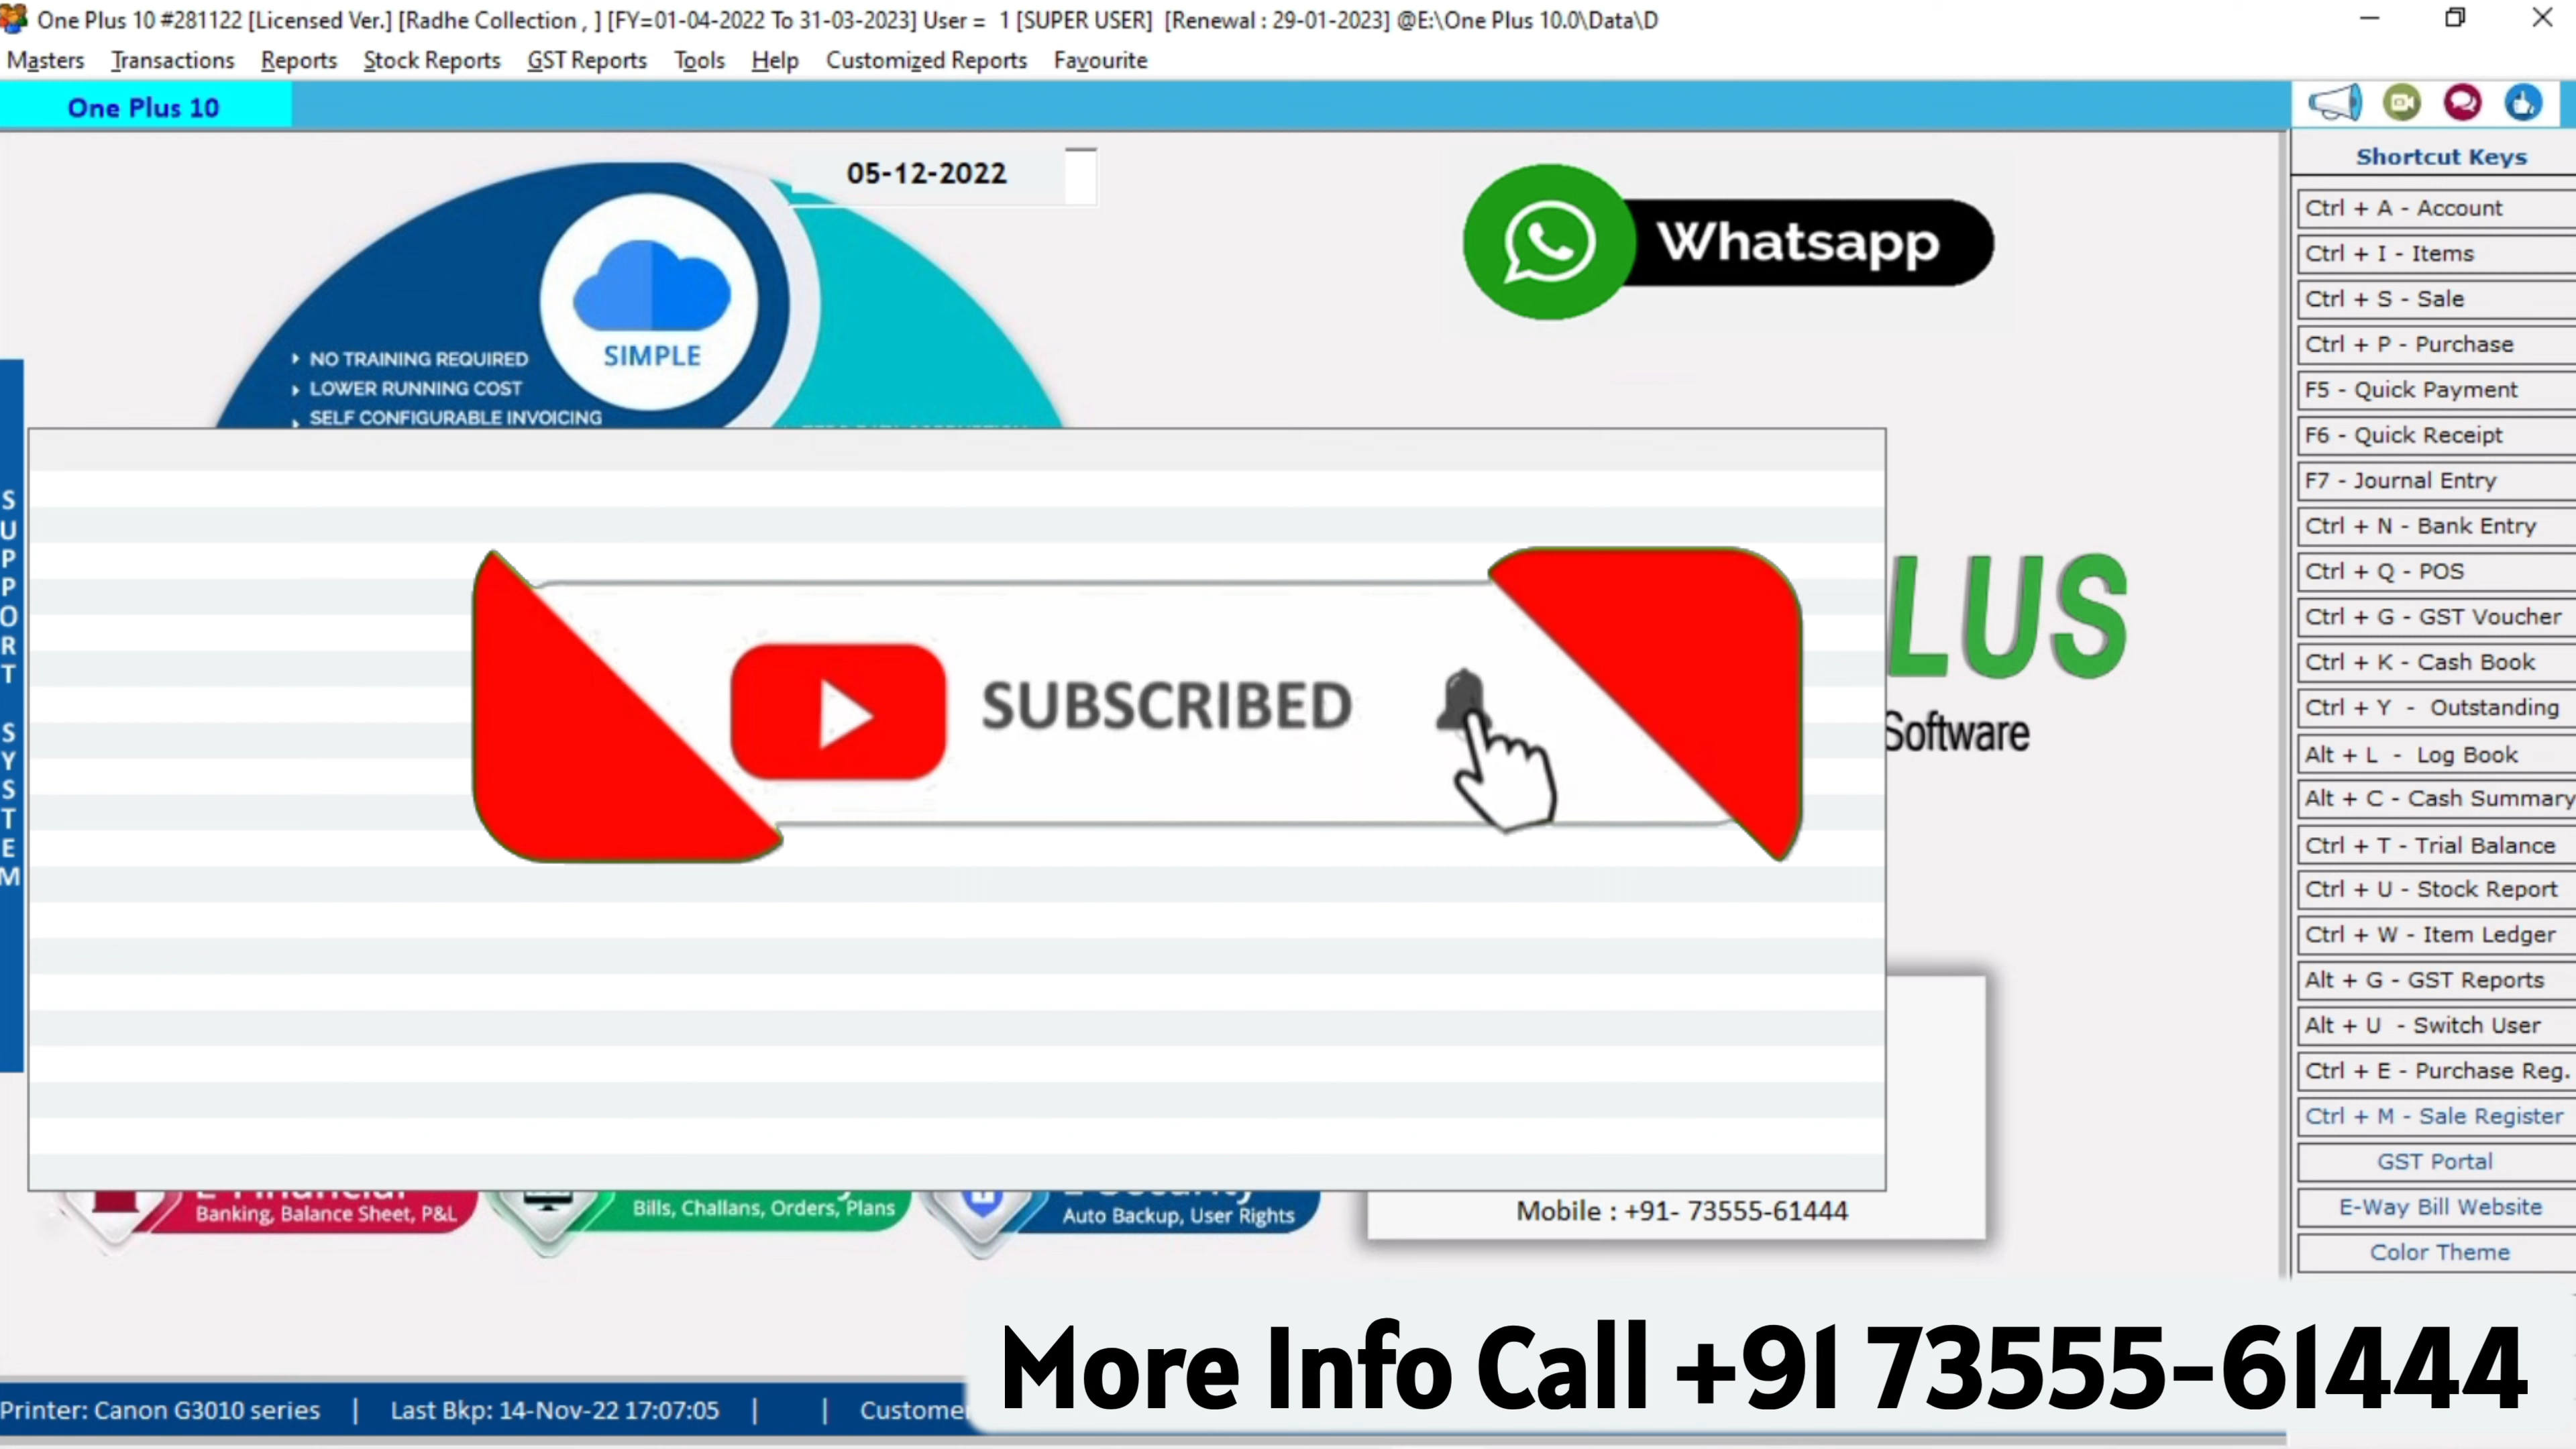 One Plus 10 #281122 [Licensed Ver.] [Radhe Collection , ] [FY=01-04-2022 To 31-03-2023] User = 1 [SUPER USER] [Renewal : 29-01-2023] @E:\One Plus 10.0\Data\D
Masters Transactions Reports Stock Reports GST Reports Tools Help Customized Reports Favourite
One Plus 10
05-12-2022
Whatsapp
SIMPLE
NO TRAINING REQUIRED
LOWER RUNNING COST
SELF CONFIGURABLE INVOICING
SUPPORT SYSTEM
SUBSCRIBED
LUS
Software
Banking, Balance Sheet, P&L
Bills, Challans, Orders, Plans
Auto Backup, User Rights
Mobile : +91- 73555-61444
Shortcut Keys
Ctrl + A - Account
Ctrl + I - Items
Ctrl + S - Sale
Ctrl + P - Purchase
F5 - Quick Payment
F6 - Quick Receipt
F7 - Journal Entry
Ctrl + N - Bank Entry
Ctrl + Q - POS
Ctrl + G - GST Voucher
Ctrl + K - Cash Book
Ctrl + Y - Outstanding
Alt + L - Log Book
Alt + C - Cash Summary
Ctrl + T - Trial Balance
Ctrl + U - Stock Report
Ctrl + W - Item Ledger
Alt + G - GST Reports
Alt + U - Switch User
Ctrl + E - Purchase Reg.
Ctrl + M - Sale Register
GST Portal
E-Way Bill Website
Color Theme
More Info Call +91 73555-61444
Printer: Canon G3010 series | Last Bkp: 14-Nov-22 17:07:05 | | Custome